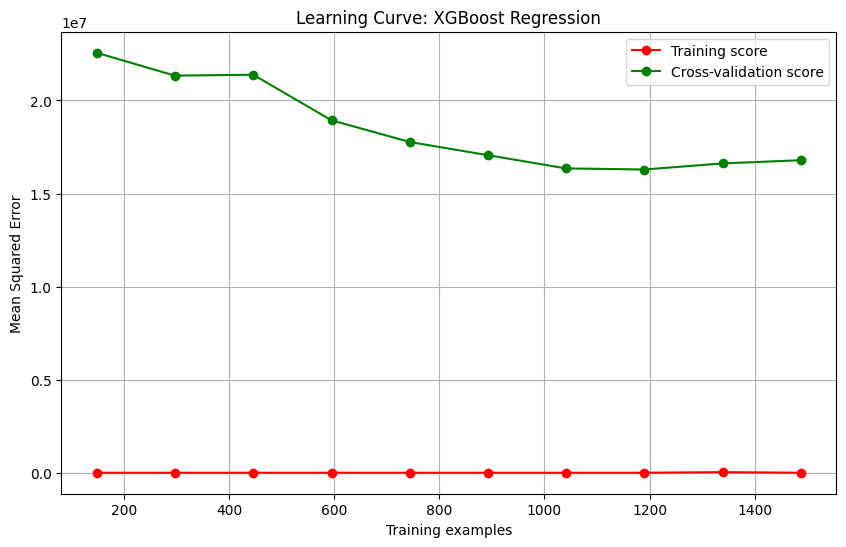 Learning Curve: XGBoost Regression
1e7
Training score
Cross-validation score
2.0
1.5
1.0
0.5
0.0
Mean Squared Error
200 400 600 800 1000 1200 1400
Training examples